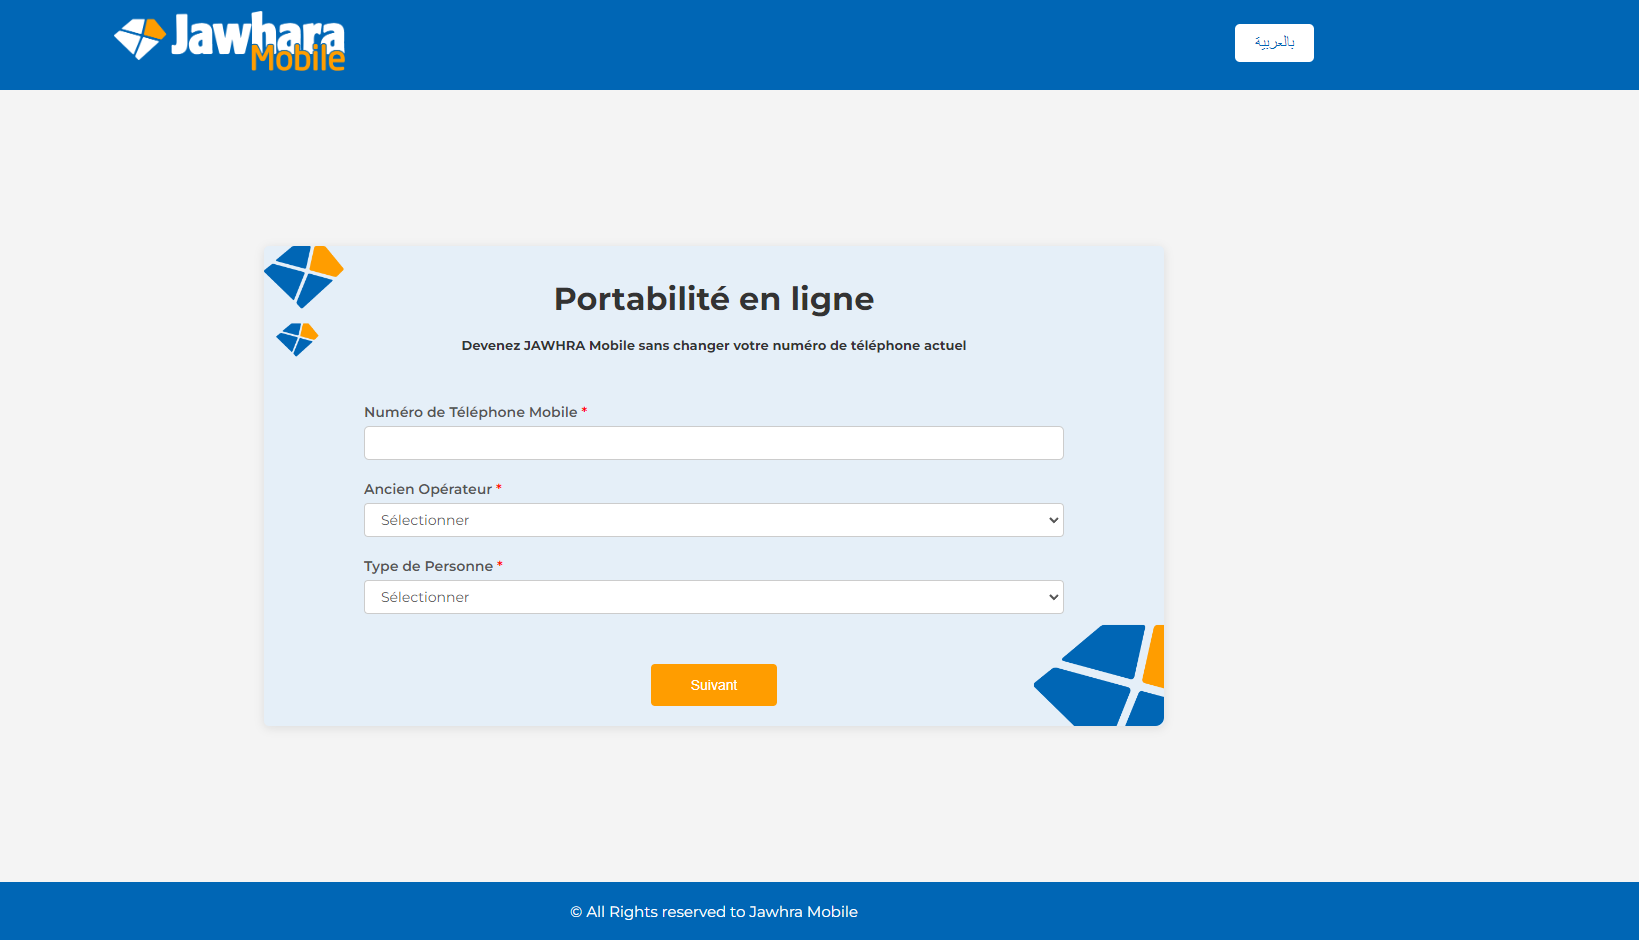 Jawhara
Mobile
بالعربية
Portabilité en ligne
Devenez JAWHRA Mobile sans changer votre numéro de téléphone actuel
Numéro de Téléphone Mobile *
Ancien Opérateur *
Sélectionner
Type de Personne *
Sélectionner
Suivant
© All Rights reserved to Jawhra Mobile